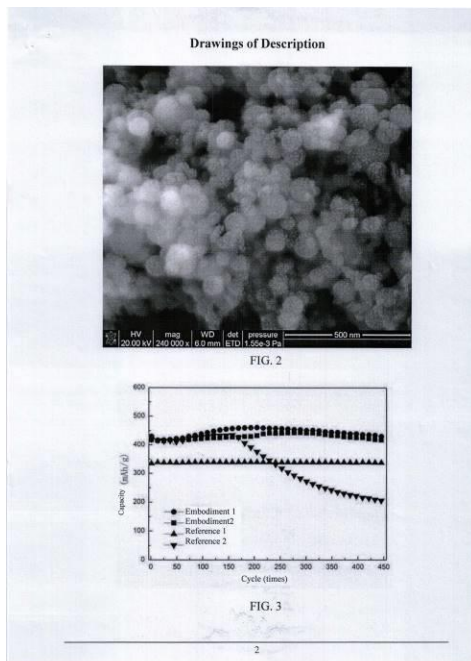 Drawings of Description
HV mag WD det pressure 500 nm
20.00 kV 240 000 x 6.0 mm ETD 1.55e-3 Pa
FIG. 2
600
500
400
300
200
100
0
Capacity (mAh/g)
Embodiment 1
Embodiment2
Reference 1
Reference 2
0 50 100 150 200 250 300 350 400 450
Cycle (times)
FIG. 3
2